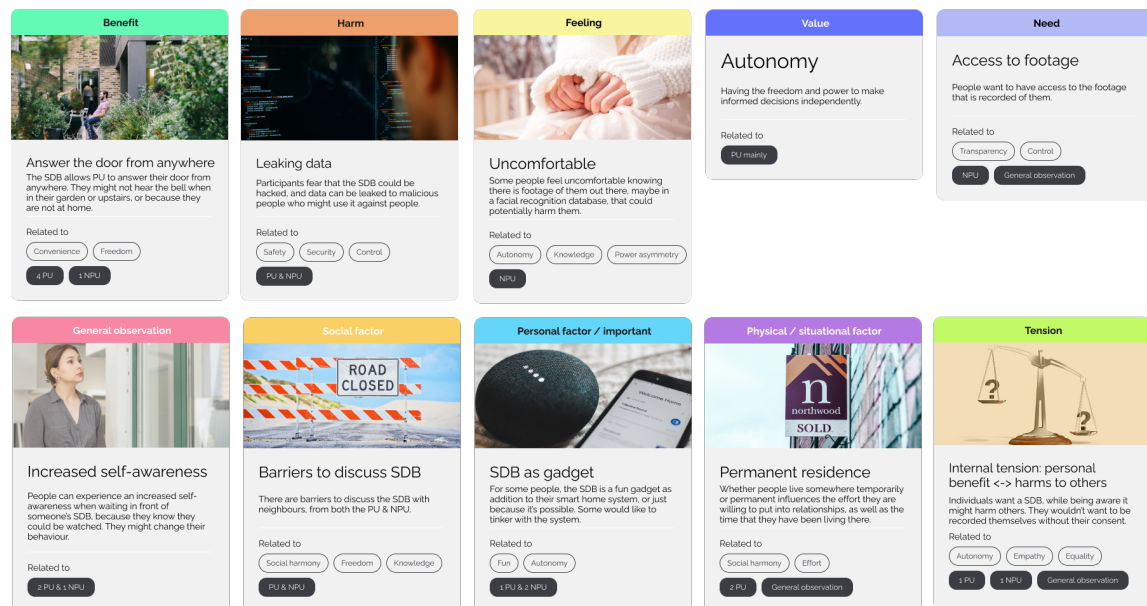 Benefit
Answer the door from anywhere
The SDB allows PU to answer their door from
anywhere. They might not hear the bell when
in their garden or upstairs, or because they
are not at home.
Related to
Convenience
Freedom
4 PU
1 NPU
Harm
Leaking data
Participants fear that the SDB could be
hacked, and data can be leaked to malicious
people who might use it against people.
Related to
Safety
Security
Control
PU & NPU
Feeling
Uncomfortable
Some people feel uncomfortable knowing
there is footage of them out there, maybe in
a facial recognition database, that could
potentially harm them.
Related to
Autonomy
Knowledge
Power asymmetry
NPU
Value
Autonomy
Having the freedom and power to make
informed decisions independently.
Related to
PU mainly
Need
Access to footage
People want to have access to the footage
that is recorded of them.
Related to
Transparency
Control
NPU
General observation
General observation
Increased self-awareness
People can experience an increased self-
awareness when waiting in front of
someone's SDB, because they know they
could be watched. They might change their
behaviour.
Related to
2 PU & 1 NPU
Social factor
ROAD
CLOSED
Barriers to discuss SDB
There are barriers to discuss the SDB with
neighbours, from both the PU & NPU.
Related to
Social harmony
Freedom
Knowledge
PU & NPU
Personal factor / important
Welcome Home
SDB as gadget
For some people, the SDB is a fun gadget as
addition to their smart home system, or just
because it's possible. Some would like to
tinker with the system.
Related to
Fun
Autonomy
1 PU & 2 NPU
Physical / situational factor
n
northwood
SOLD
Permanent residence
Whether people live somewhere temporarily
or permanent influences the effort they are
willing to put into relationships, as well as the
time that they have been living there.
Related to
Social harmony
Effort
2 PU
General observation
Tension
?
?
Internal tension: personal
benefit <-> harms to others
Individuals want a SDB, while being aware it
might harm others. They wouldn't want to be
recorded themselves without their consent.
Related to
Autonomy
Empathy
Equality
1 PU
1 NPU
General observation